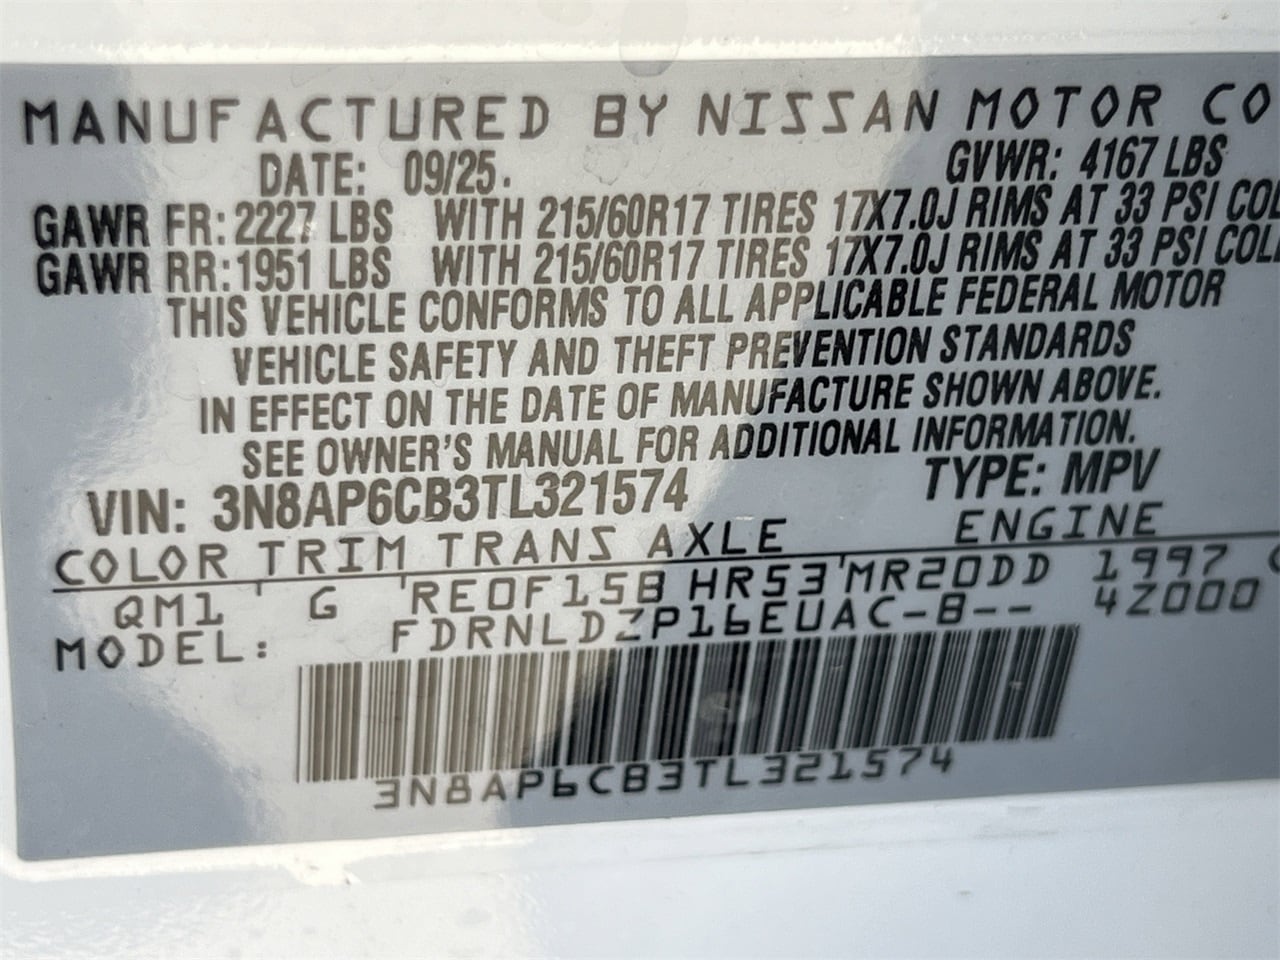 MANUFACTURED BY NISSAN MOTOR CO
DATE: 09/25. GVWR: 4167 LBS
GAWR FR: 2227 LBS WITH 215/60R17 TIRES 17X7.0J RIMS AT 33 PSI COL
GAWR RR: 1951 LBS WITH 215/60R17 TIRES 17X7.0J RIMS AT 33 PSI COL
THIS VEHICLE CONFORMS TO ALL APPLICABLE FEDERAL MOTOR
VEHICLE SAFETY AND THEFT PREVENTION STANDARDS
IN EFFECT ON THE DATE OF MANUFACTURE SHOWN ABOVE.
SEE OWNER'S MANUAL FOR ADDITIONAL INFORMATION.
VIN: 3N8AP6CB3TL321574 TYPE: MPV
COLOR TRIM TRANS AXLE ENGINE
QM1 G RE0F15B HR53 MR20DD 1997
MODEL: FDRNLDZP16EUAC-B-- 4Z000
3N8AP6CB3TL321574